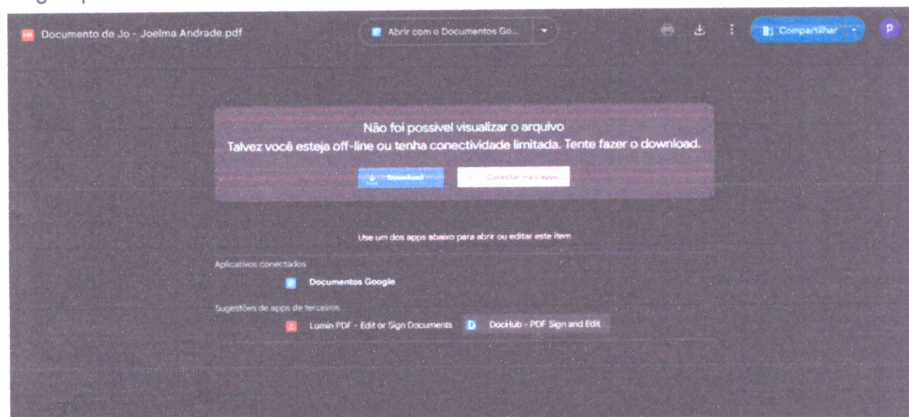 Documento de Jo - Joelma Andrade.pdf
Abrir com o Documentos Go...
Compartilhar
P
Não foi possível visualizar o arquivo
Talvez você esteja off-line ou tenha conectividade limitada. Tente fazer o download.
Download
Conectar mais apps
Use um dos apps abaixo para abrir ou editar este item
Aplicativos conectados
Documentos Google
Sugestões de apps de terceiros
Lumin PDF - Edit or Sign Documents
DocHub - PDF Sign and Edit